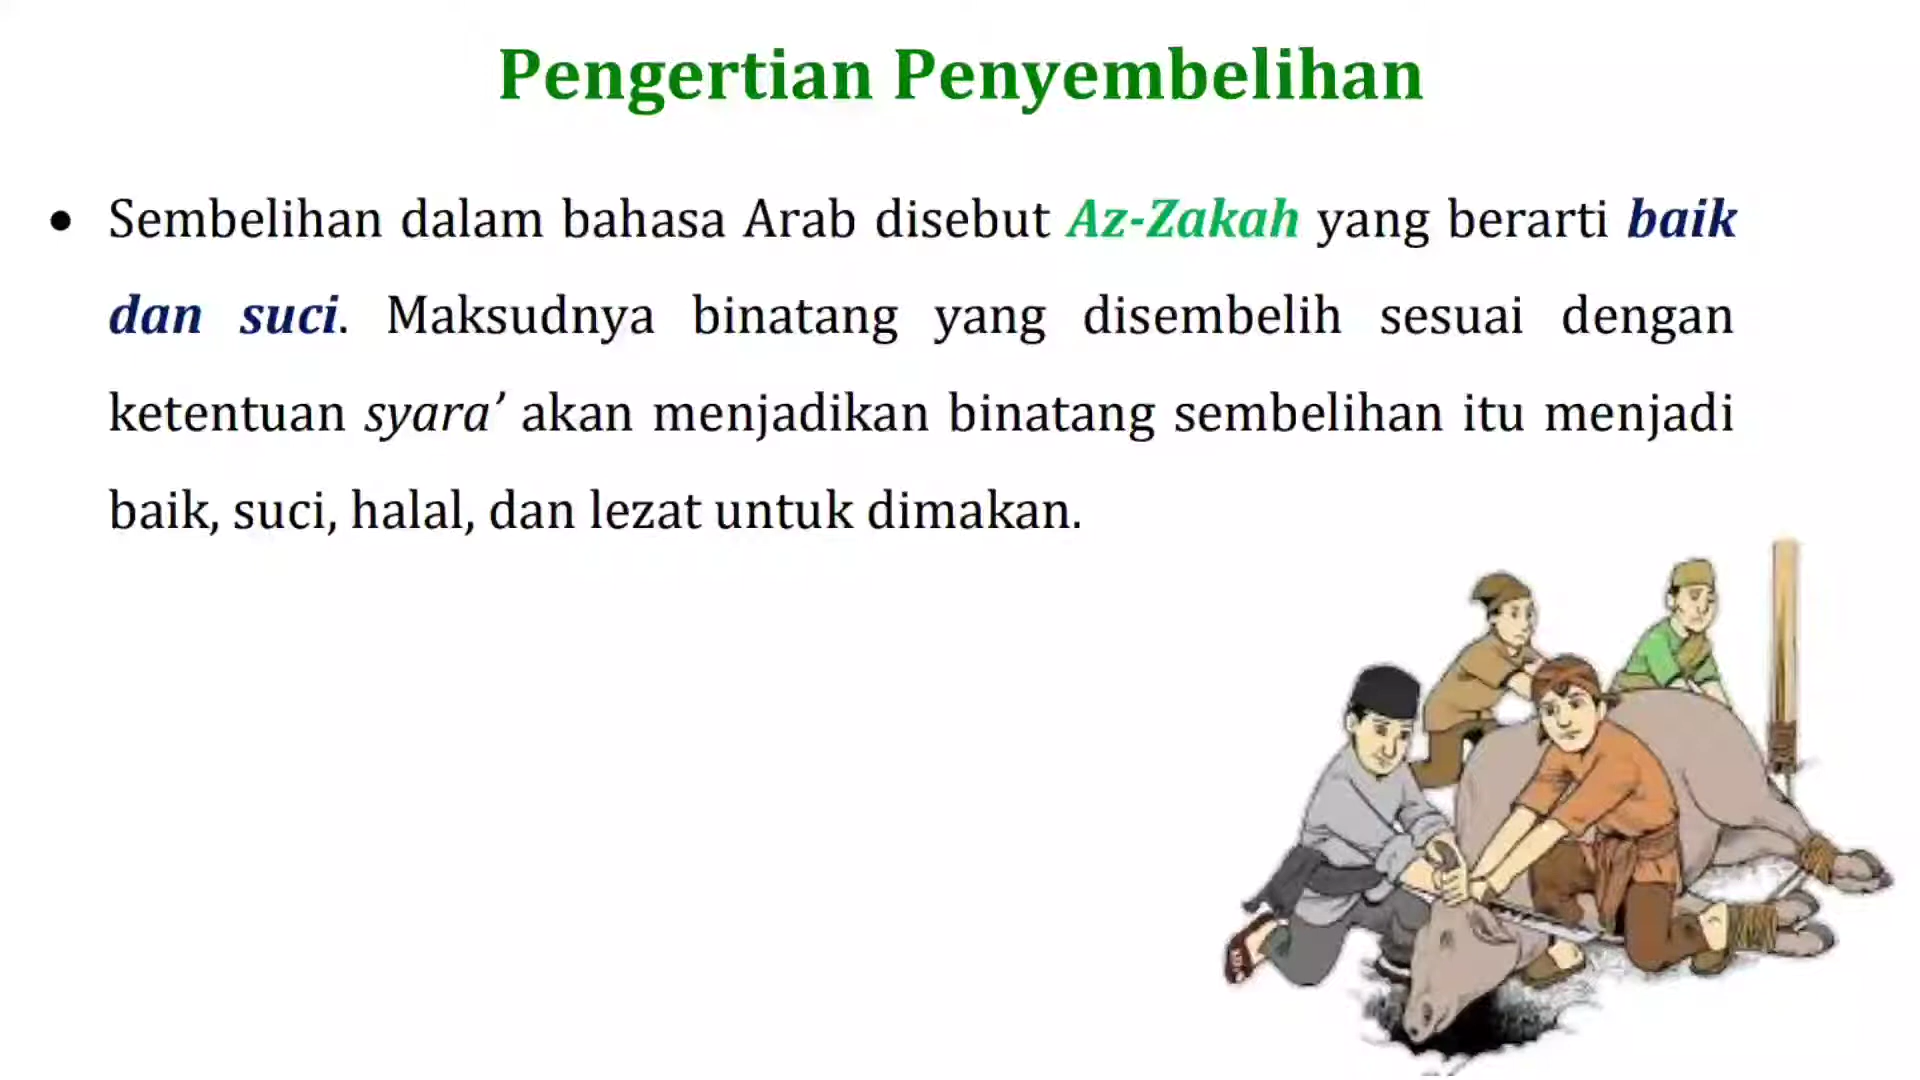 Pengertian Penyembelihan
• Sembelihan dalam bahasa Arab disebut Az-Zakah yang berarti baik
dan suci. Maksudnya binatang yang disembelih sesuai dengan
ketentuan syara’ akan menjadikan binatang sembelihan itu menjadi
baik, suci, halal, dan lezat untuk dimakan.